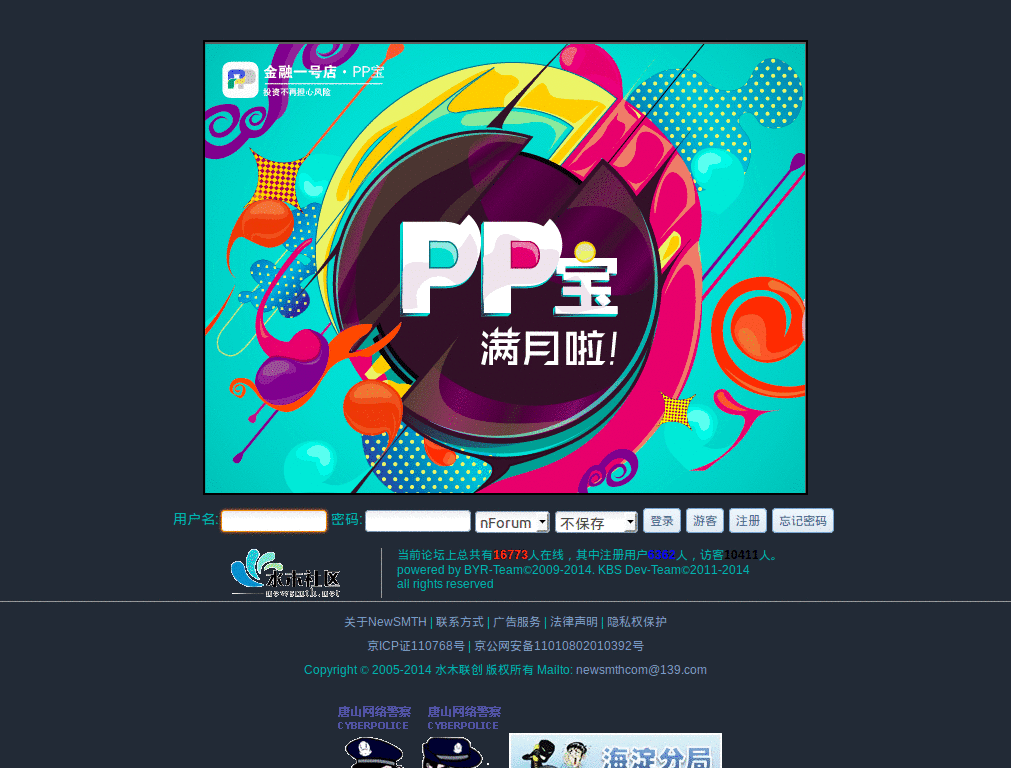 金融一号店·PP宝
投资不再担心风险
PP宝
满月啦!
用户名: 密码: nForum 不保存 登录 游客 注册 忘记密码
水木社区
newsmth.net
当前论坛上总共有16773人在线，其中注册用户6362人，访客10411人。
powered by BYR-Team©2009-2014. KBS Dev-Team©2011-2014
all rights reserved
关于NewSMTH | 联系方式 | 广告服务 | 法律声明 | 隐私权保护
京ICP证110768号 | 京公网安备11010802010392号
Copyright © 2005-2014 水木联创 版权所有 Mailto: newsmthcom@139.com
唐山网络警察 唐山网络警察
CYBERPOLICE CYBERPOLICE
海淀分局